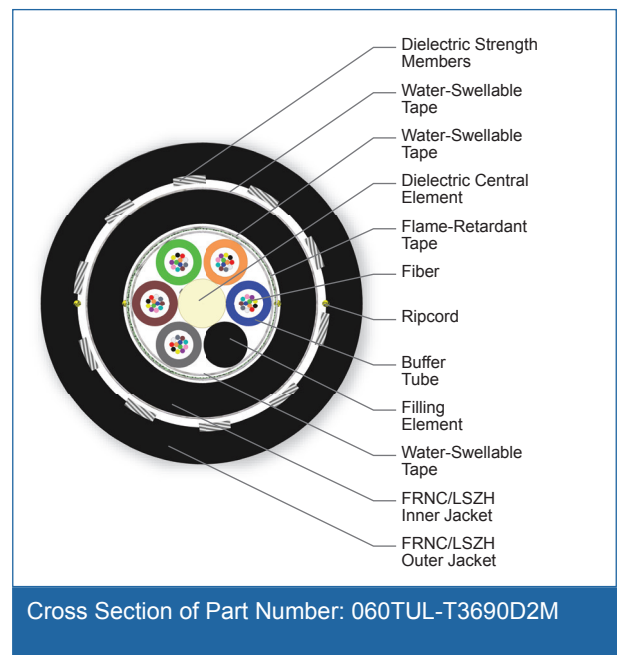 Dielectric Strength
Members
Water-Swellable
Tape
Water-Swellable
Tape
Dielectric Central
Element
Flame-Retardant
Tape
Fiber
Ripcord
Buffer
Tube
Filling
Element
Water-Swellable
Tape
FRNC/LSZH
Inner Jacket
FRNC/LSZH
Outer Jacket
Cross Section of Part Number: 060TUL-T3690D2M